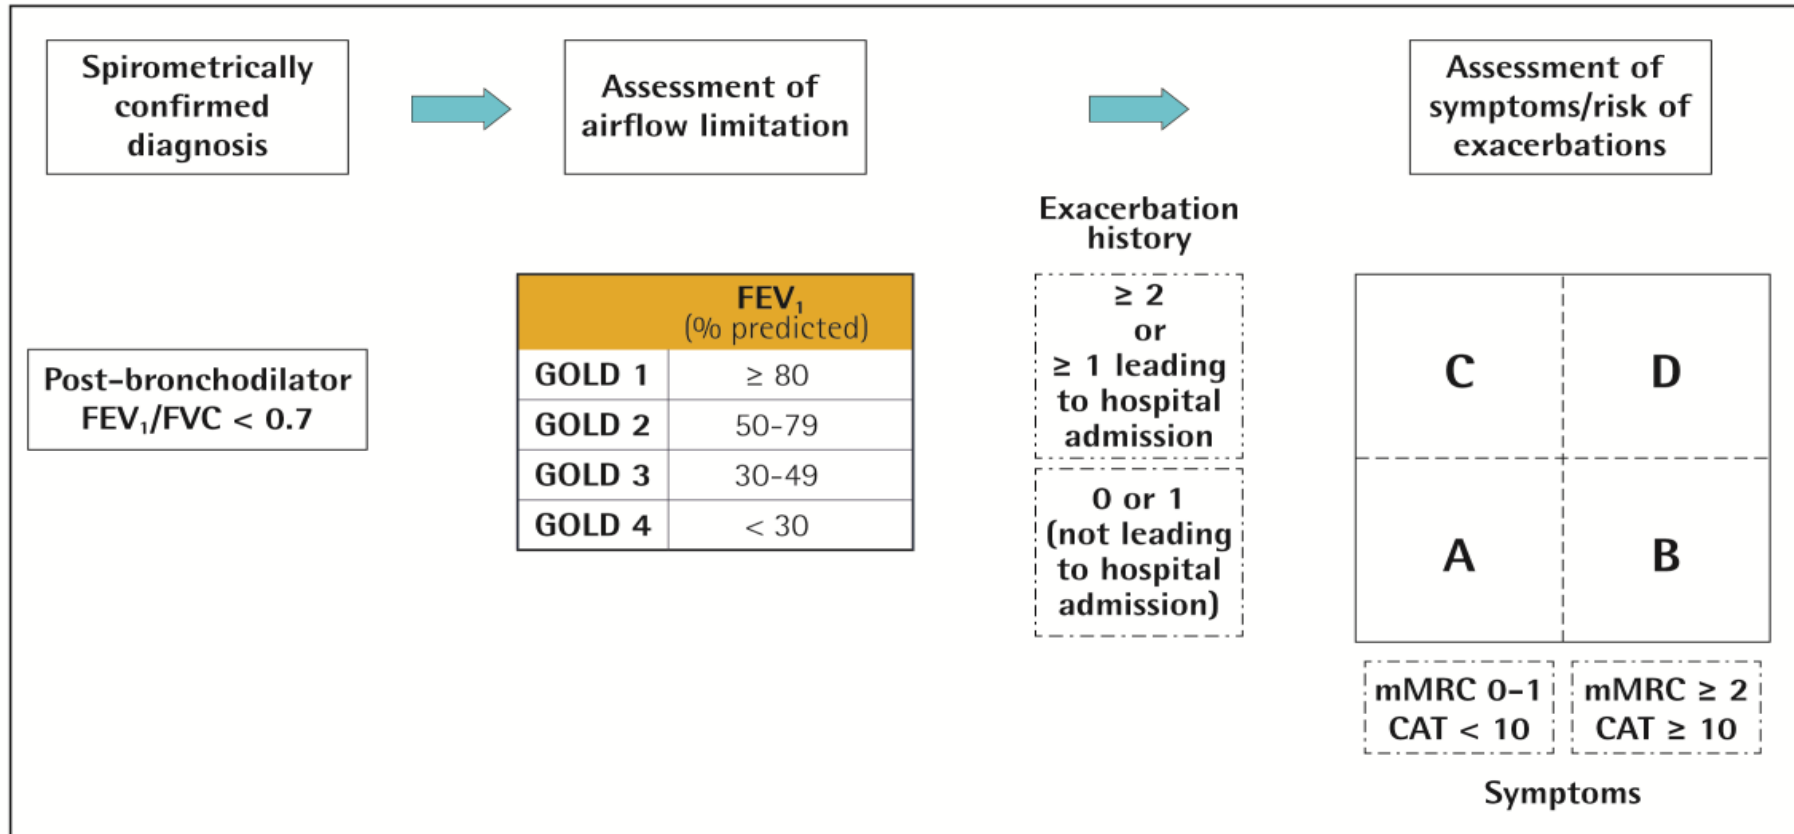 Spirometrically
confirmed
diagnosis
Assessment of
airflow limitation
Assessment of
symptoms/risk of
exacerbations
Post-bronchodilator
FEV₁/FVC < 0.7
FEV₁
(% predicted)
GOLD 1 ≥ 80
GOLD 2 50-79
GOLD 3 30-49
GOLD 4 < 30
Exacerbation
history
≥ 2
or
≥ 1 leading
to hospital
admission
0 or 1
(not leading
to hospital
admission)
C D
A B
mMRC 0-1
CAT < 10
mMRC ≥ 2
CAT ≥ 10
Symptoms